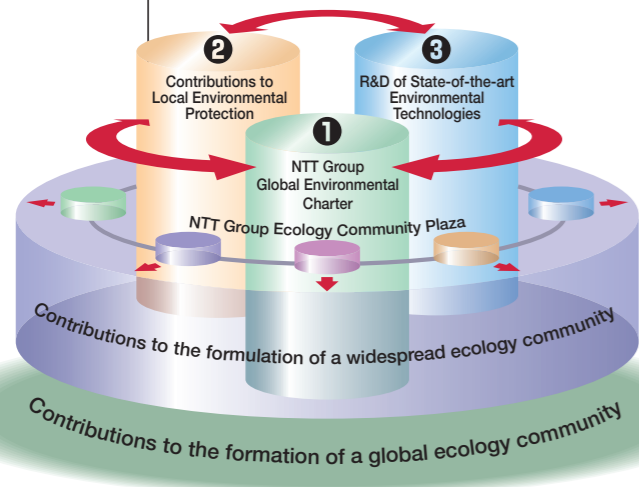 2
Contributions to
Local Environmental
Protection
3
R&D of State-of-the-art
Environmental
Technologies
1
NTT Group
Global Environmental
Charter
NTT Group Ecology Community Plaza
Contributions to the formulation of a widespread ecology community
Contributions to the formation of a global ecology community